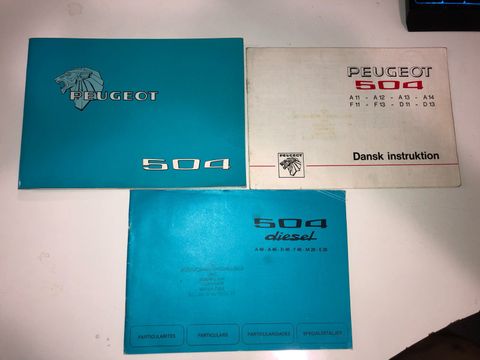 PEUGEOT
504
PEUGEOT
504
A11 - A12 - A13 - A14
F11 - F13 - D11 - D13
PEUGEOT
Dansk instruktion
504
diesel
PARTICULARITES
PARTICULARS
PARTICULARIDADES
SPECIALDETALJER